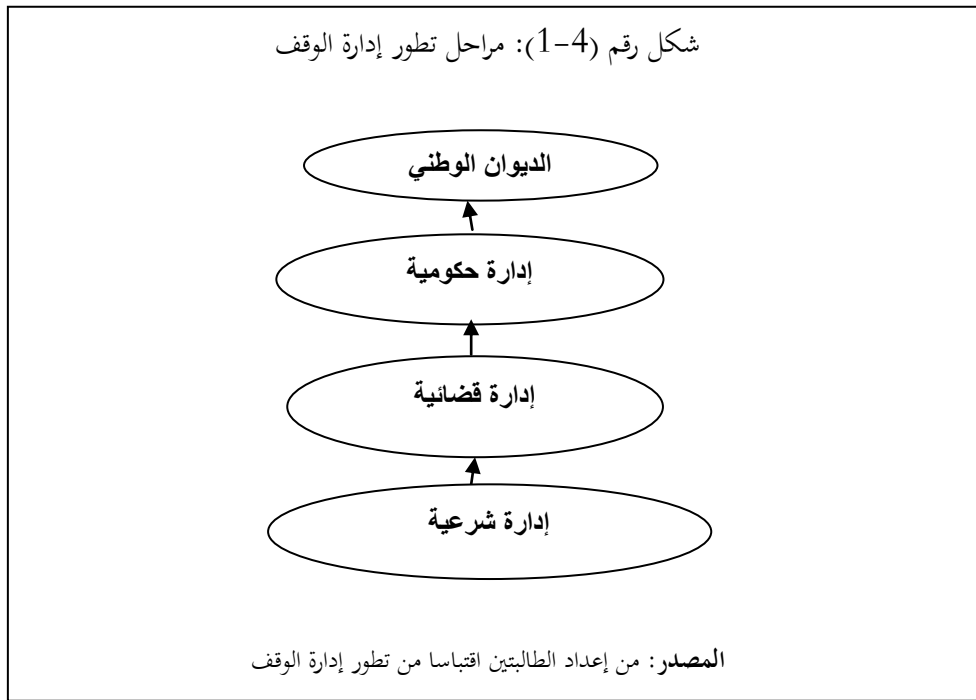 شكل رقم (4-1): مراحل تطور إدارة الوقف
الديوان الوطني
إدارة حكومية
إدارة قضائية
إدارة شرعية
المصدر: من إعداد الطالبتين اقتباسا من تطور إدارة الوقف